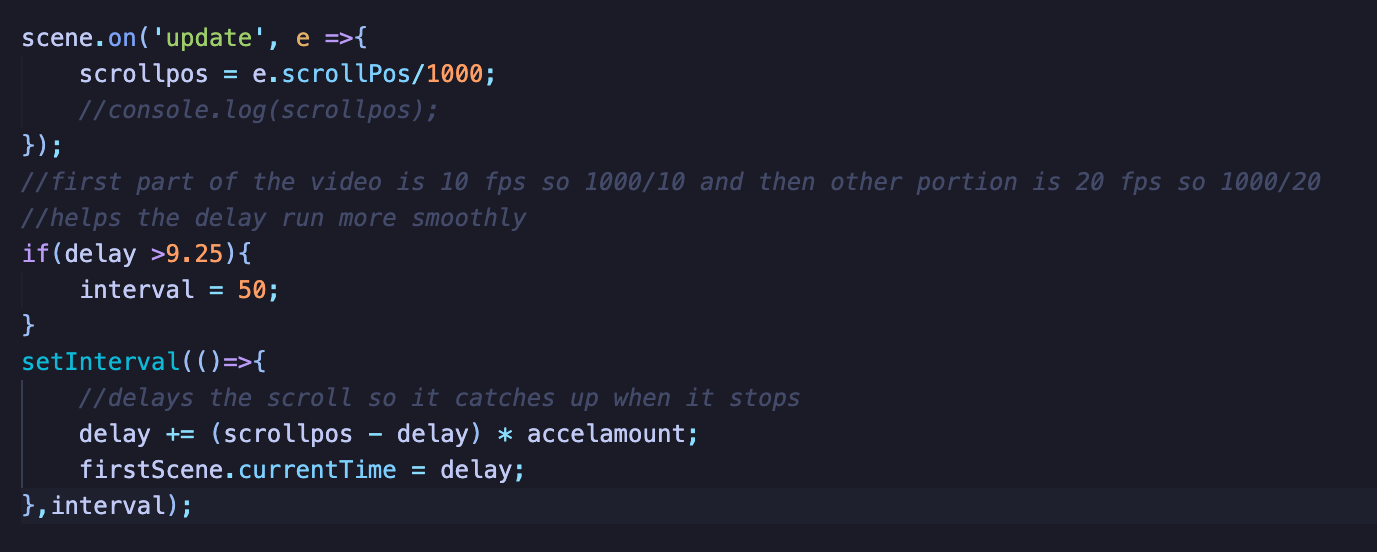 scene.on('update', e =>{
    scrollpos = e.scrollPos/1000;
    //console.log(scrollpos);
});
//first part of the video is 10 fps so 1000/10 and then other portion is 20 fps so 1000/20
//helps the delay run more smoothly
if(delay >9.25){
    interval = 50;
}
setInterval(()=>{
    //delays the scroll so it catches up when it stops
    delay += (scrollpos - delay) * accelamount;
    firstScene.currentTime = delay;
},interval);